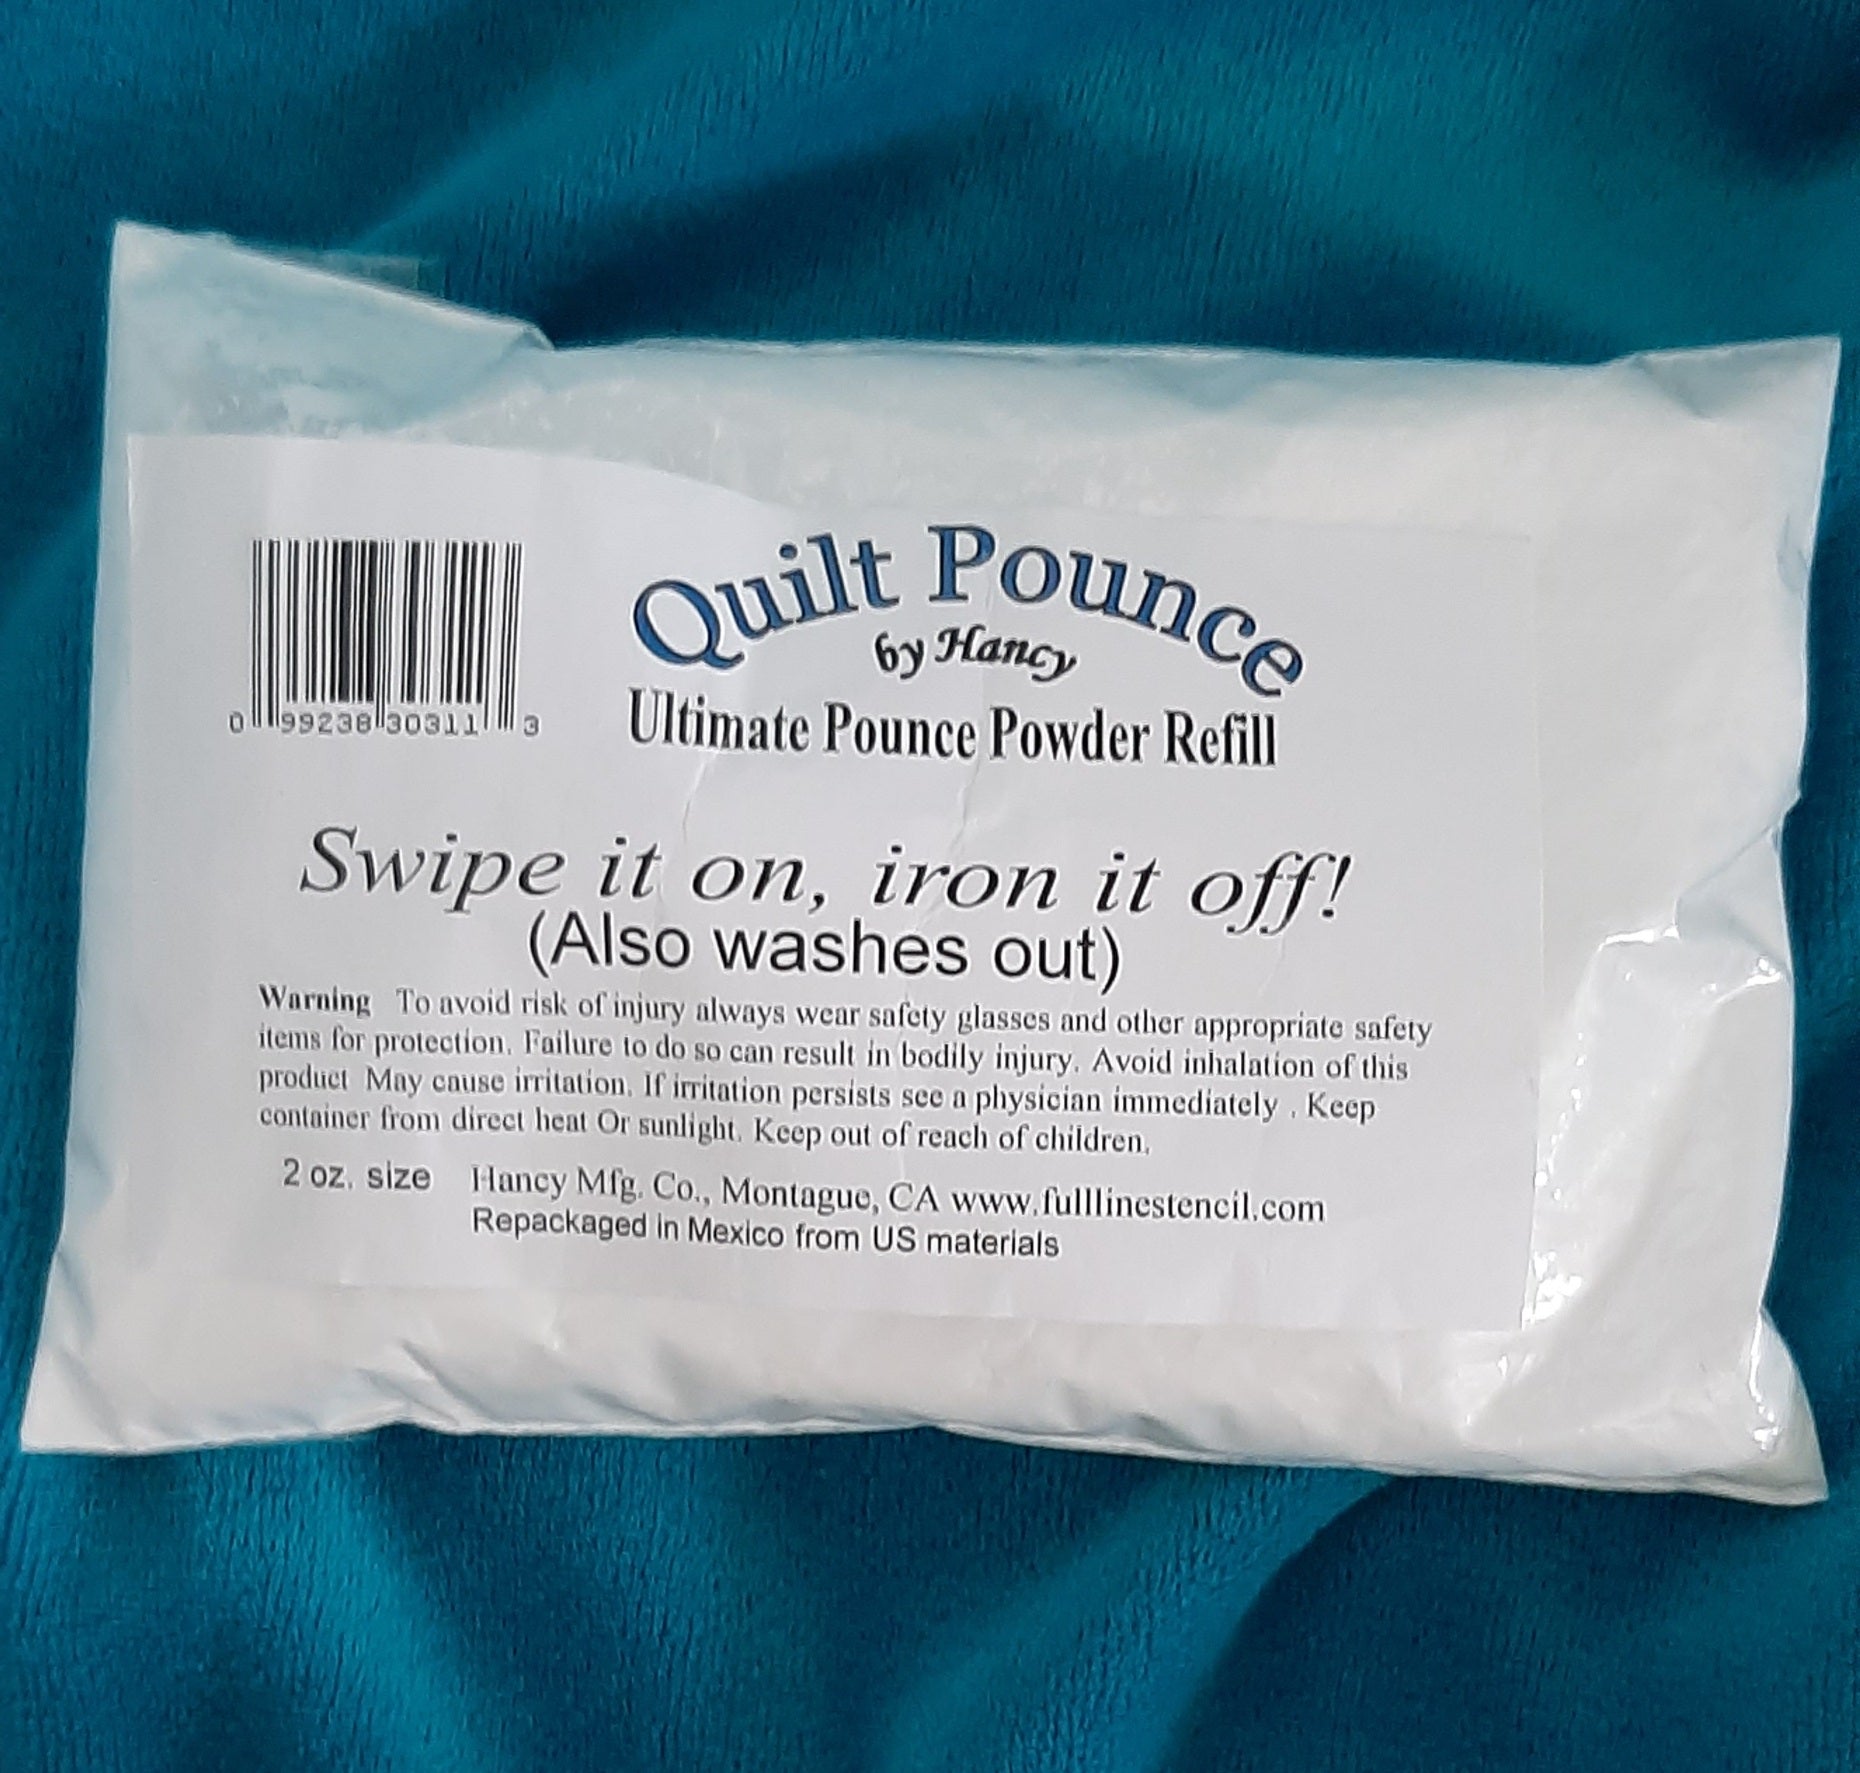 Quilt Pounce
by Hancy
Ultimate Pounce Powder Refill
0 99238 30311 3
Swipe it on, iron it off!
(Also washes out)
Warning To avoid risk of injury always wear safety glasses and other appropriate safety
items for protection. Failure to do so can result in bodily injury. Avoid inhalation of this
product May cause irritation. If irritation persists see a physician immediately . Keep
container from direct heat Or sunlight. Keep out of reach of children.
2 oz. size Hancy Mfg. Co., Montague, CA www.fulllinestencil.com
Repackaged in Mexico from US materials